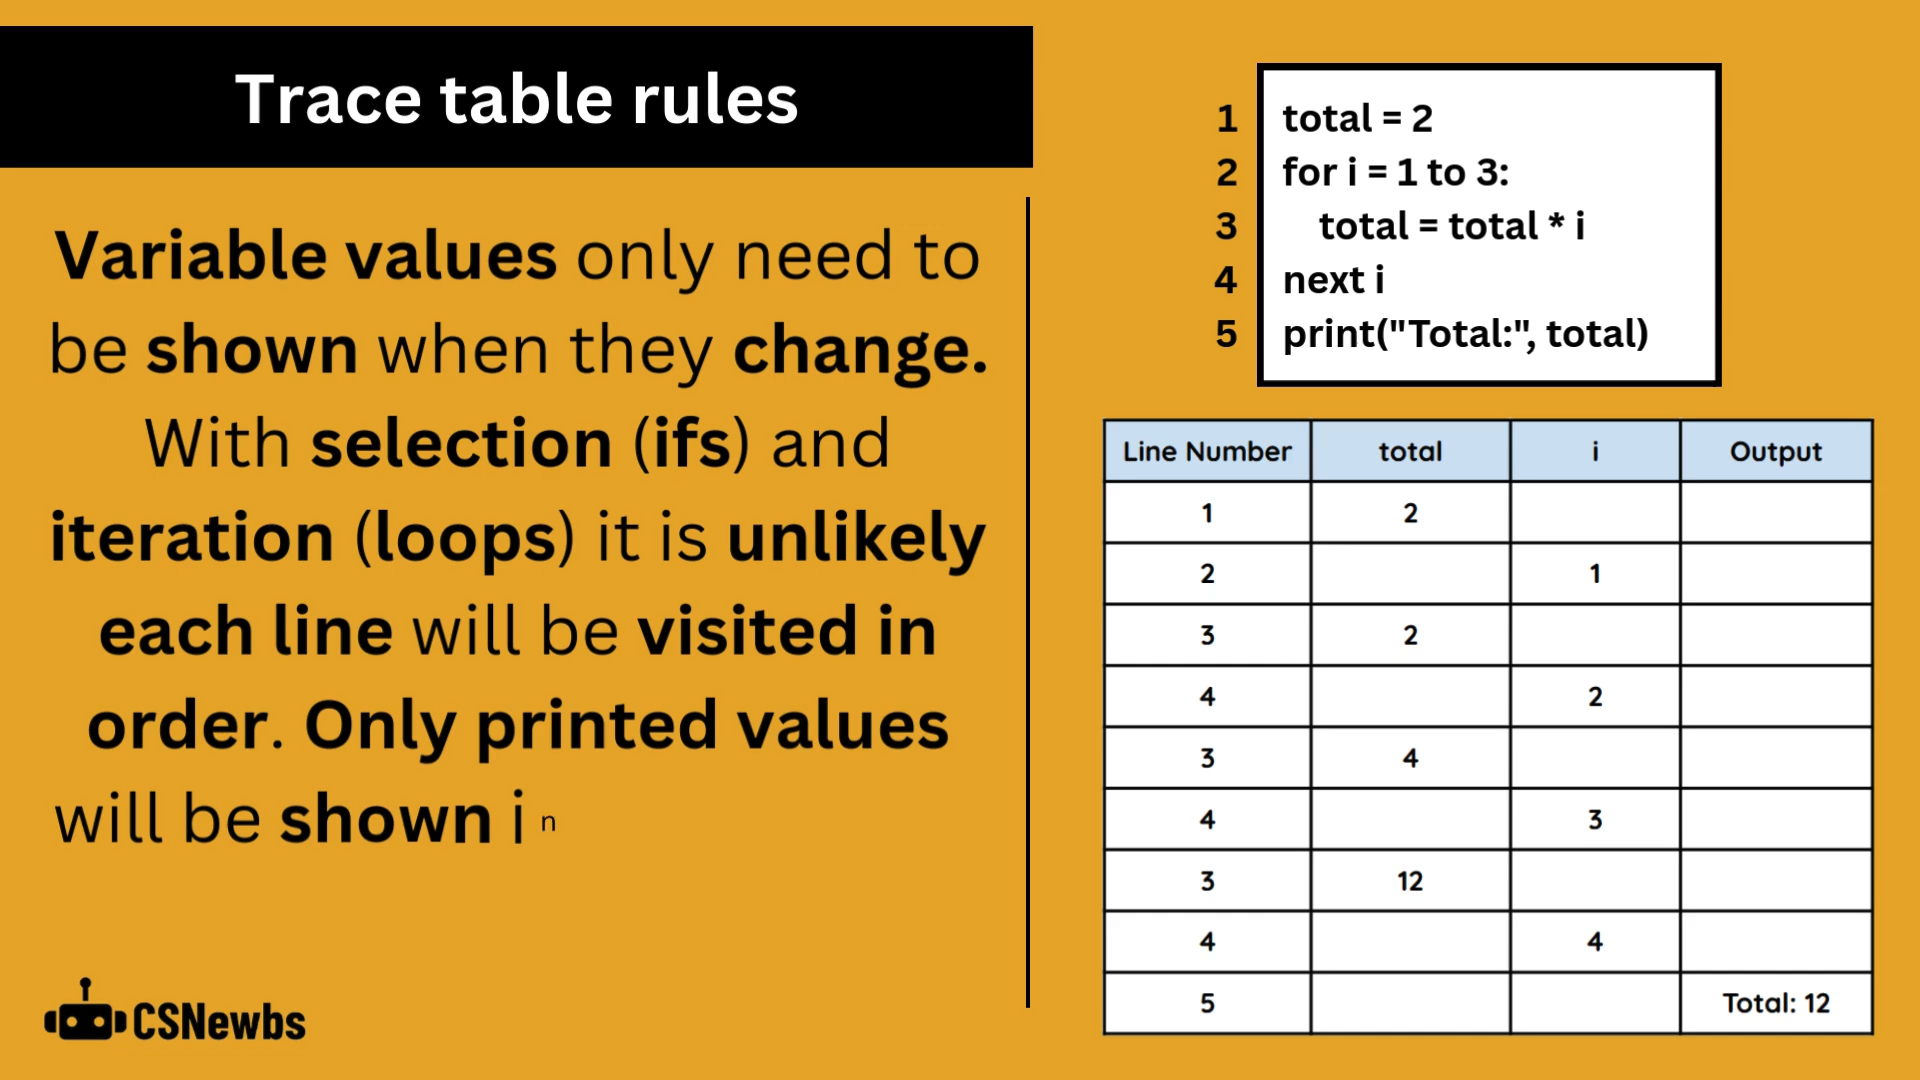 Trace table rules
Variable values only need to
be shown when they change.
With selection (ifs) and
iteration (loops) it is unlikely
each line will be visited in
order. Only printed values
will be shown in
CSNewbs
1 total = 2
2 for i = 1 to 3:
3 total = total * i
4 next i
5 print("Total:", total)
Line Number total i Output
1 2
2 1
3 2
4 2
3 4
4 3
3 12
4 4
5 Total: 12